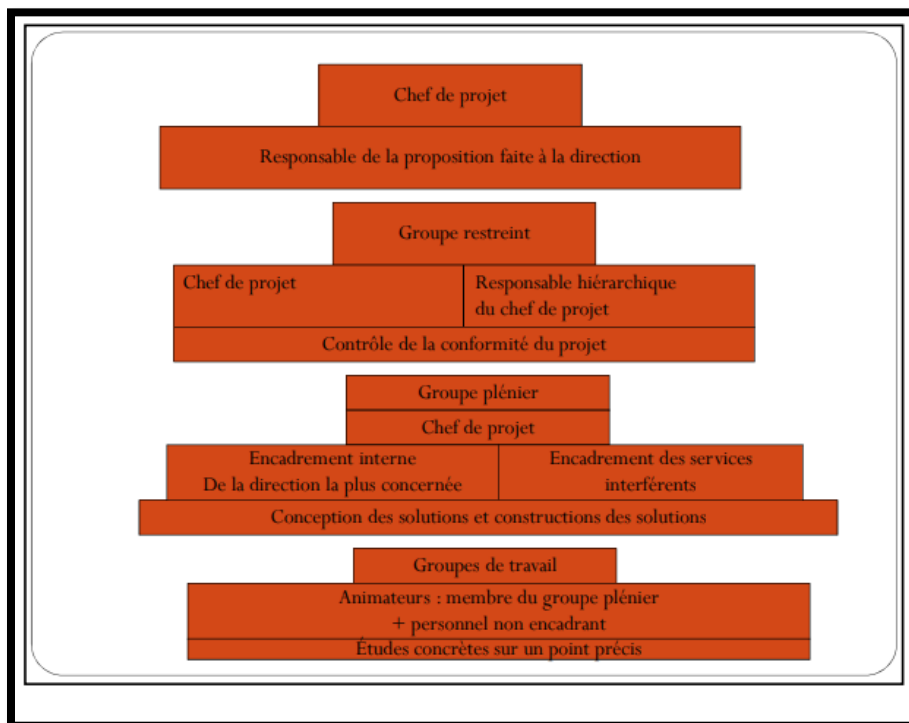 Chef de projet
Responsable de la proposition faite à la direction
Groupe restreint
Chef de projet
Responsable hiérarchique
du chef de projet
Contrôle de la conformité du projet
Groupe plénier
Chef de projet
Encadrement interne
De la direction la plus concernée
Encadrement des services
interférents
Conception des solutions et constructions des solutions
Groupes de travail
Animateurs : membre du groupe plénier
+ personnel non encadrant
Études concrètes sur un point précis